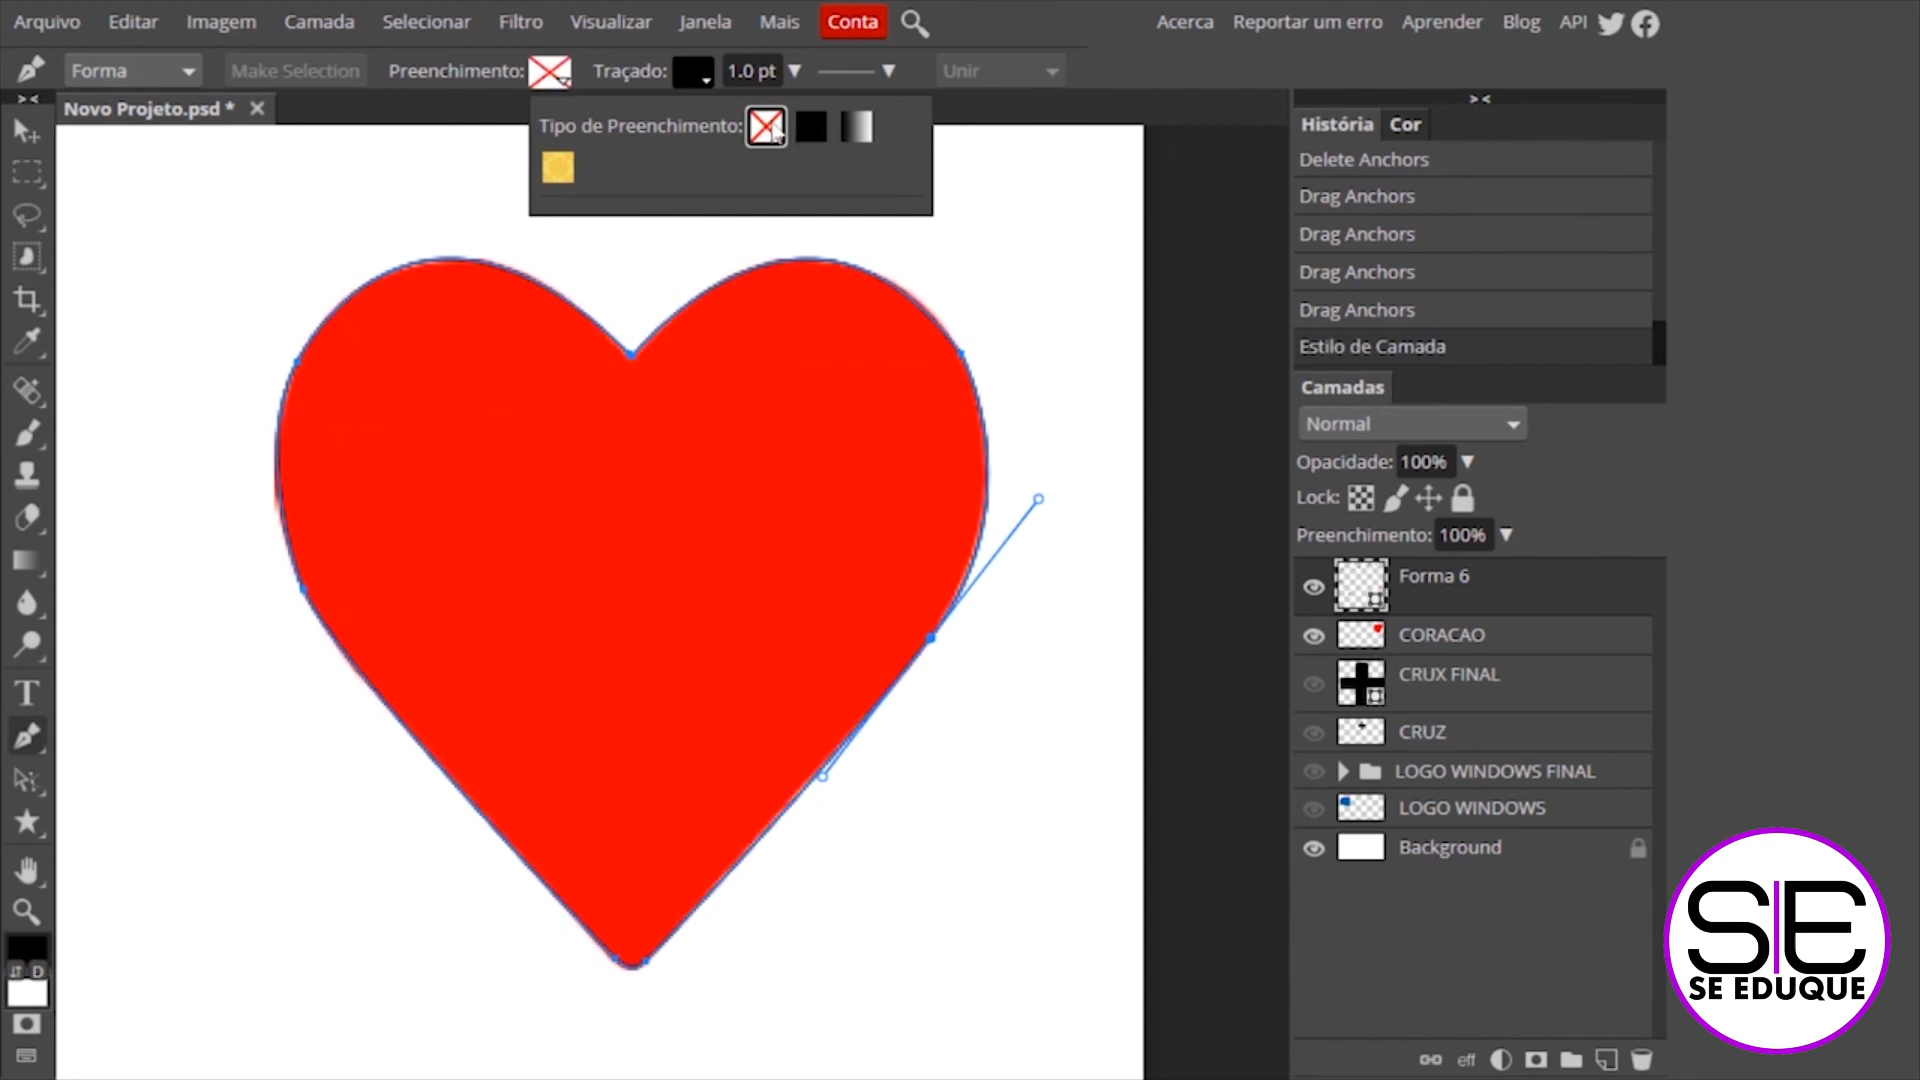 Arquivo Editar Imagem Camada Selecionar Filtro Visualizar Janela Mais Conta Acerca Reportar um erro Aprender Blog API
Forma Make Selection Preenchimento: Traçado: 1.0 pt Unir
Novo Projeto.psd *
Tipo de Preenchimento:
História Cor
Delete Anchors
Drag Anchors
Drag Anchors
Drag Anchors
Drag Anchors
Estilo de Camada
Camadas
Normal
Opacidade: 100%
Lock:
Preenchimento: 100%
Forma 6
CORACAO
CRUX FINAL
CRUZ
LOGO WINDOWS FINAL
LOGO WINDOWS
Background
T
D
eff
SE
SE EDUQUE